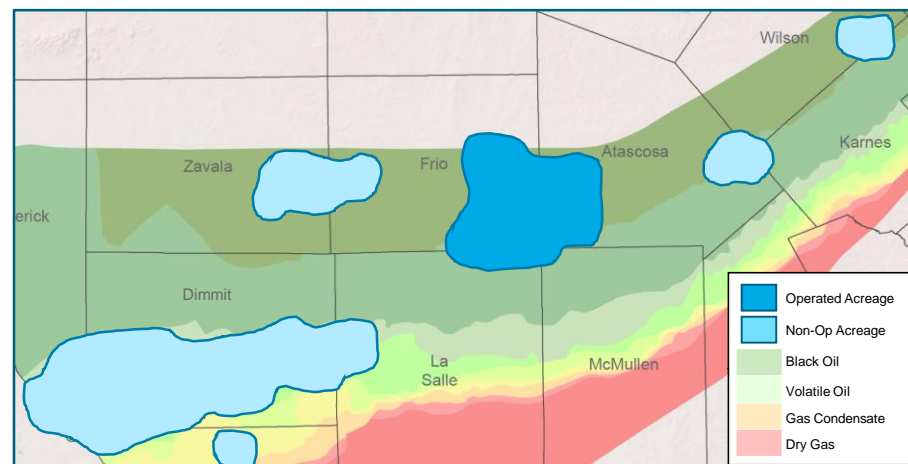 Wilson
Karnes
Atascosa
Frio
Zavala
erick
Dimmit
La
Salle
McMullen
Operated Acreage
Non-Op Acreage
Black Oil
Volatile Oil
Gas Condensate
Dry Gas